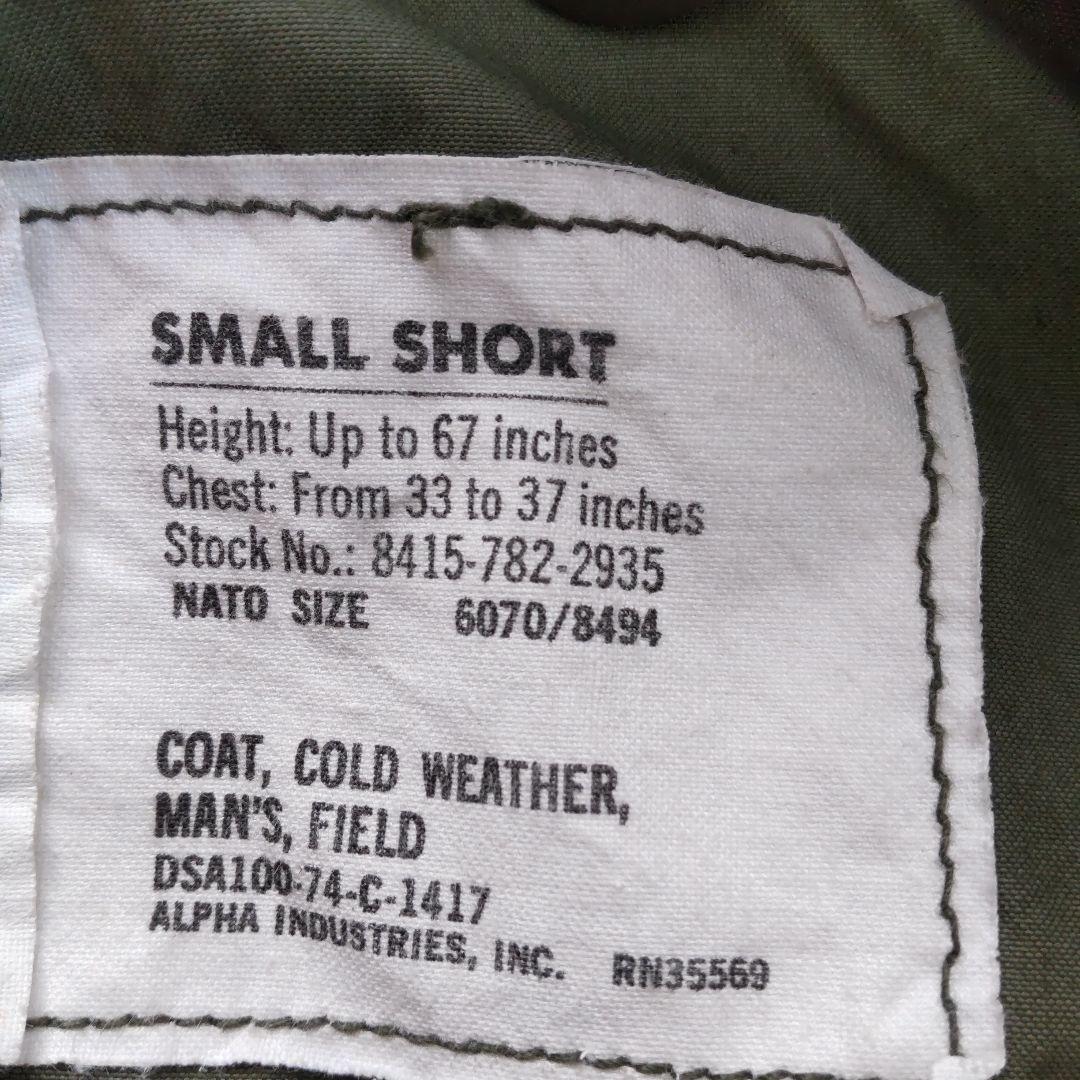 SMALL SHORT
Height: Up to 67 inches
Chest: From 33 to 37 inches
Stock No.: 8415-782-2935
NATO SIZE 6070/8494
COAT, COLD WEATHER,
MAN'S, FIELD
DSA100-74-C-1417
ALPHA INDUSTRIES, INC. RN35569